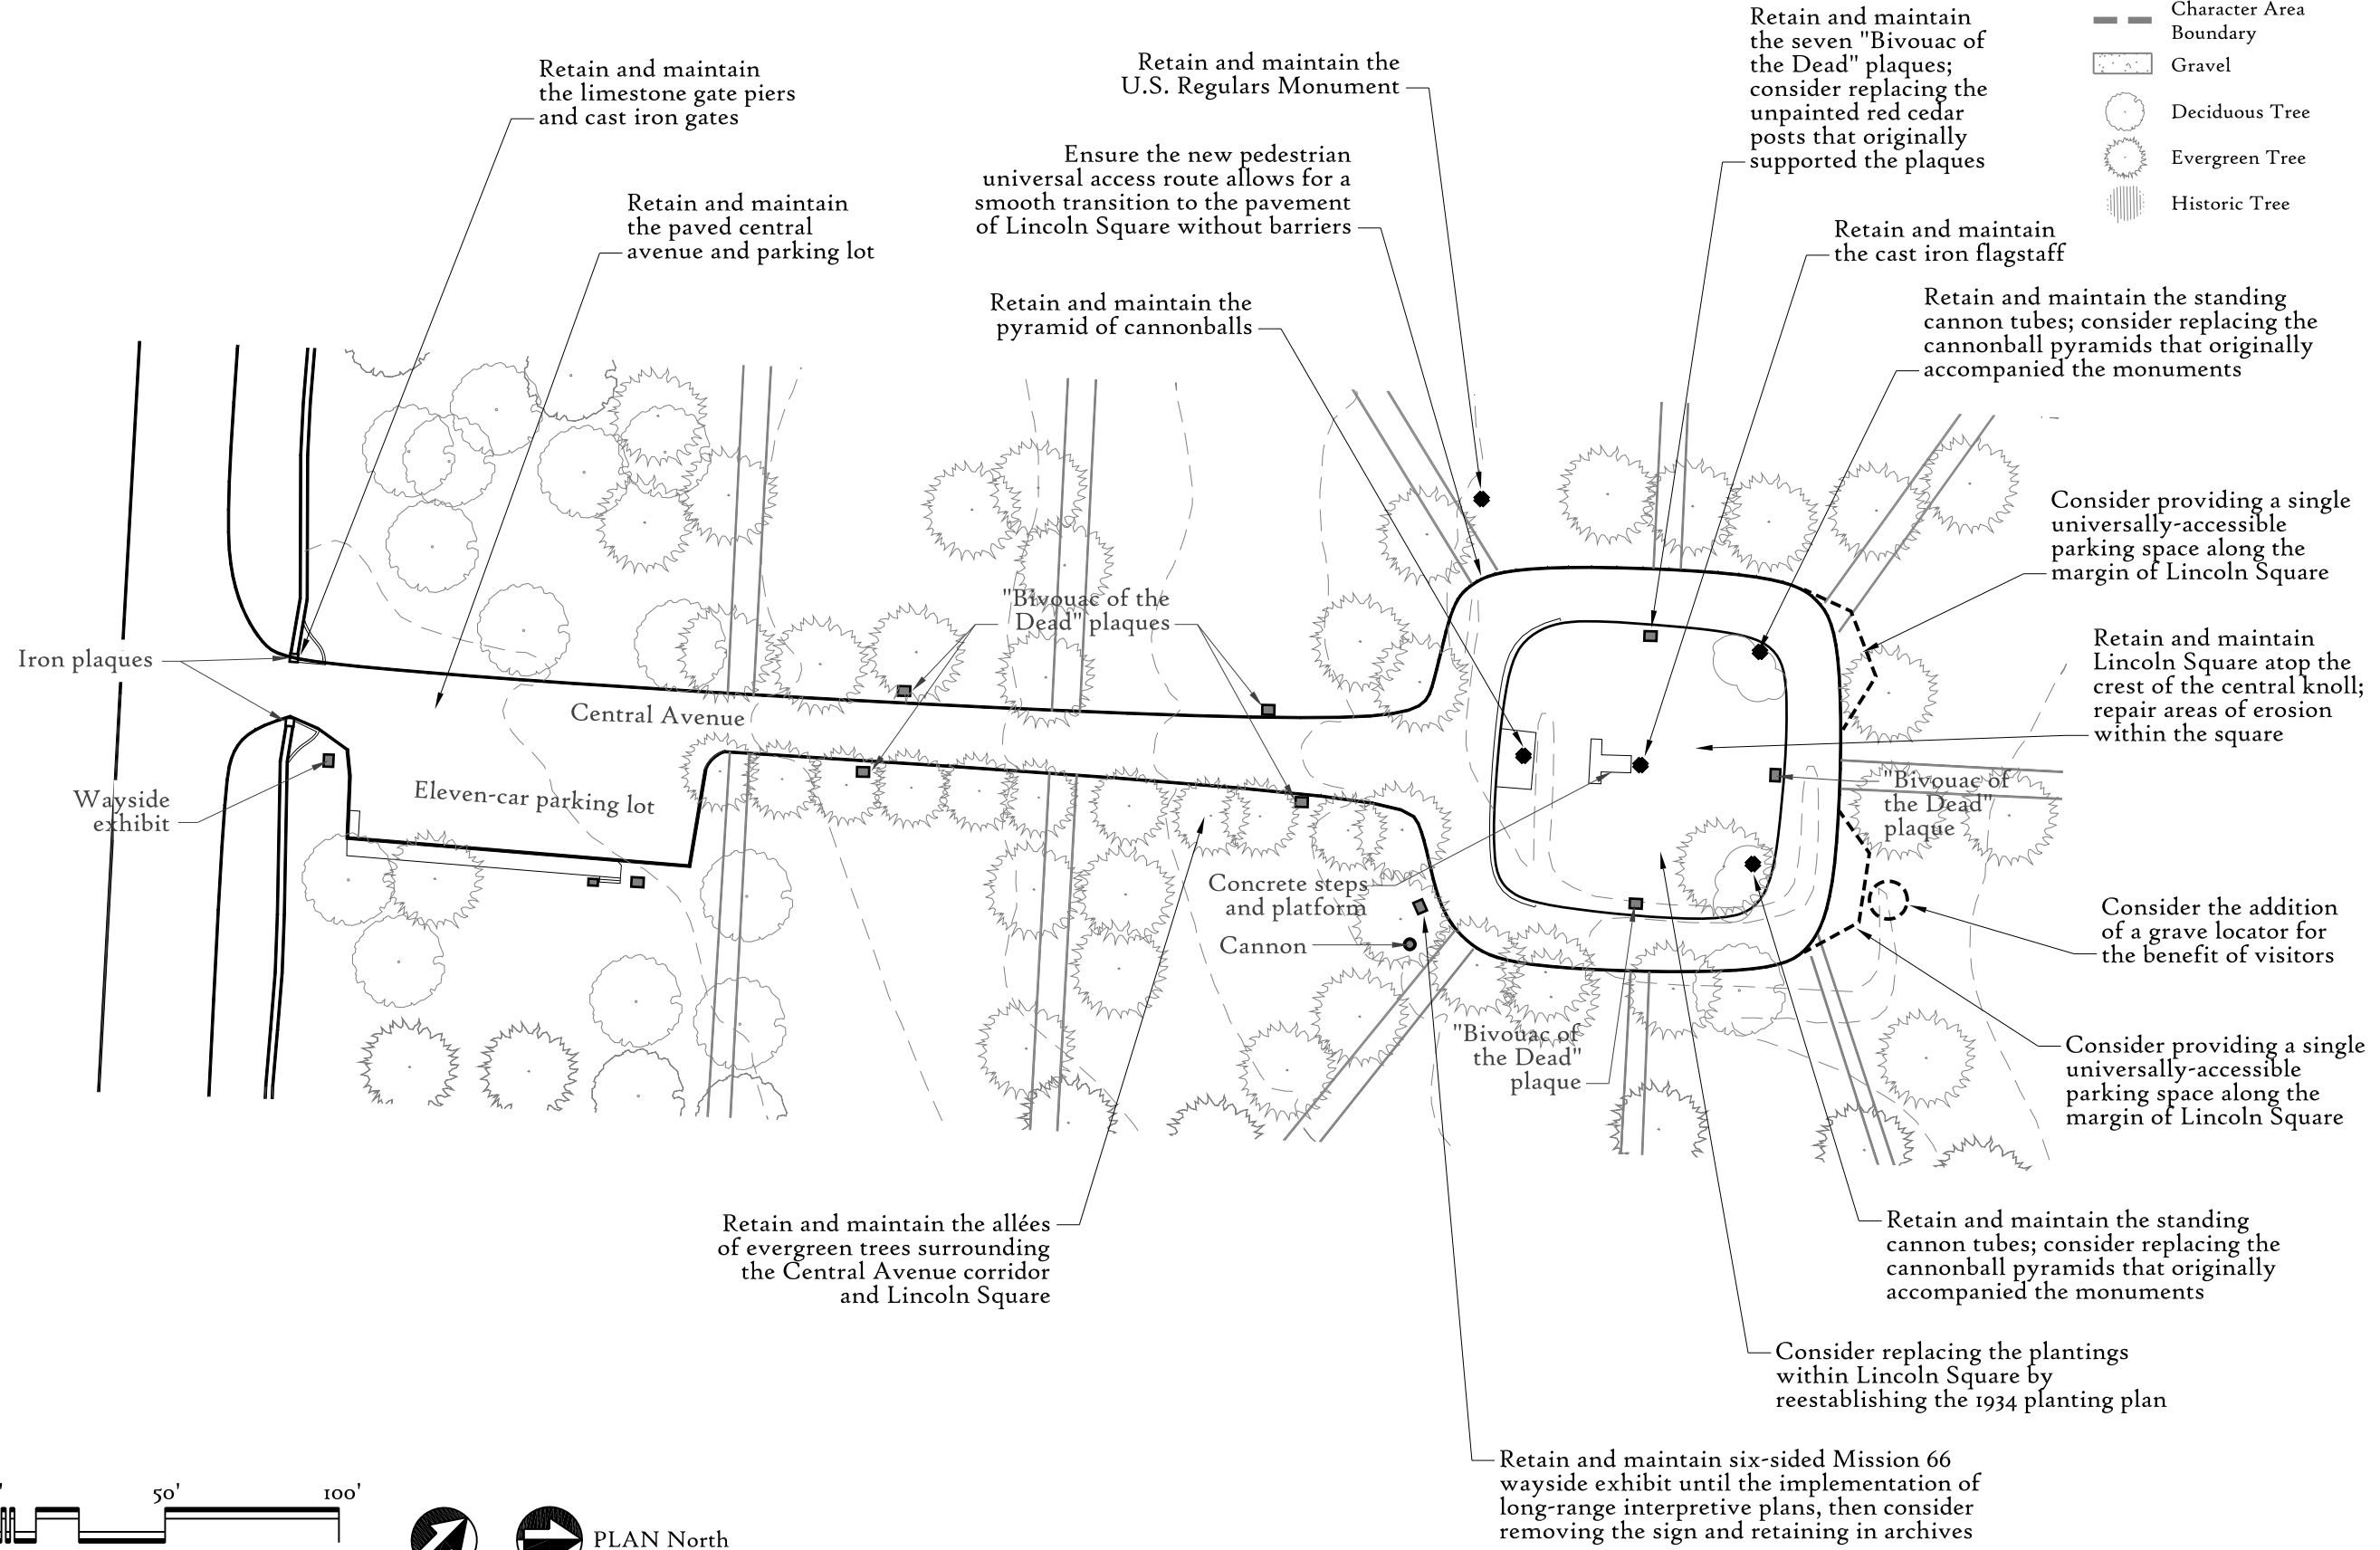 Retain and maintain
the limestone gate piers
and cast iron gates
Retain and maintain
the paved central
avenue and parking lot
Retain and maintain the
U.S. Regulars Monument
Ensure the new pedestrian
universal access route allows for a
smooth transition to the pavement
of Lincoln Square without barriers
Retain and maintain the
pyramid of cannonballs
Retain and maintain
the seven "Bivouac of
the Dead" plaques;
consider replacing the
unpainted red cedar
posts that originally
supported the plaques
Character Area
Boundary
Gravel
Deciduous Tree
Evergreen Tree
Historic Tree
Retain and maintain
the cast iron flagstaff
Retain and maintain the standing
cannon tubes; consider replacing the
cannonball pyramids that originally
accompanied the monuments
Consider providing a single
universally-accessible
parking space along the
margin of Lincoln Square
Retain and maintain
Lincoln Square atop the
crest of the central knoll;
repair areas of erosion
within the square
"Bivouac of the
Dead" plaques
Iron plaques
Central Avenue
Wayside
exhibit
Eleven-car parking lot
"Bivouac of
the Dead"
plaque
Concrete steps
and platform
Cannon
Consider the addition
of a grave locator for
the benefit of visitors
"Bivouac of
the Dead"
plaque
Consider providing a single
universally-accessible
parking space along the
margin of Lincoln Square
Retain and maintain the allées
of evergreen trees surrounding
the Central Avenue corridor
and Lincoln Square
Retain and maintain the standing
cannon tubes; consider replacing the
cannonball pyramids that originally
accompanied the monuments
Consider replacing the plantings
within Lincoln Square by
reestablishing the 1934 planting plan
Retain and maintain six-sided Mission 66
wayside exhibit until the implementation of
long-range interpretive plans, then consider
removing the sign and retaining in archives
50'
100'
PLAN North